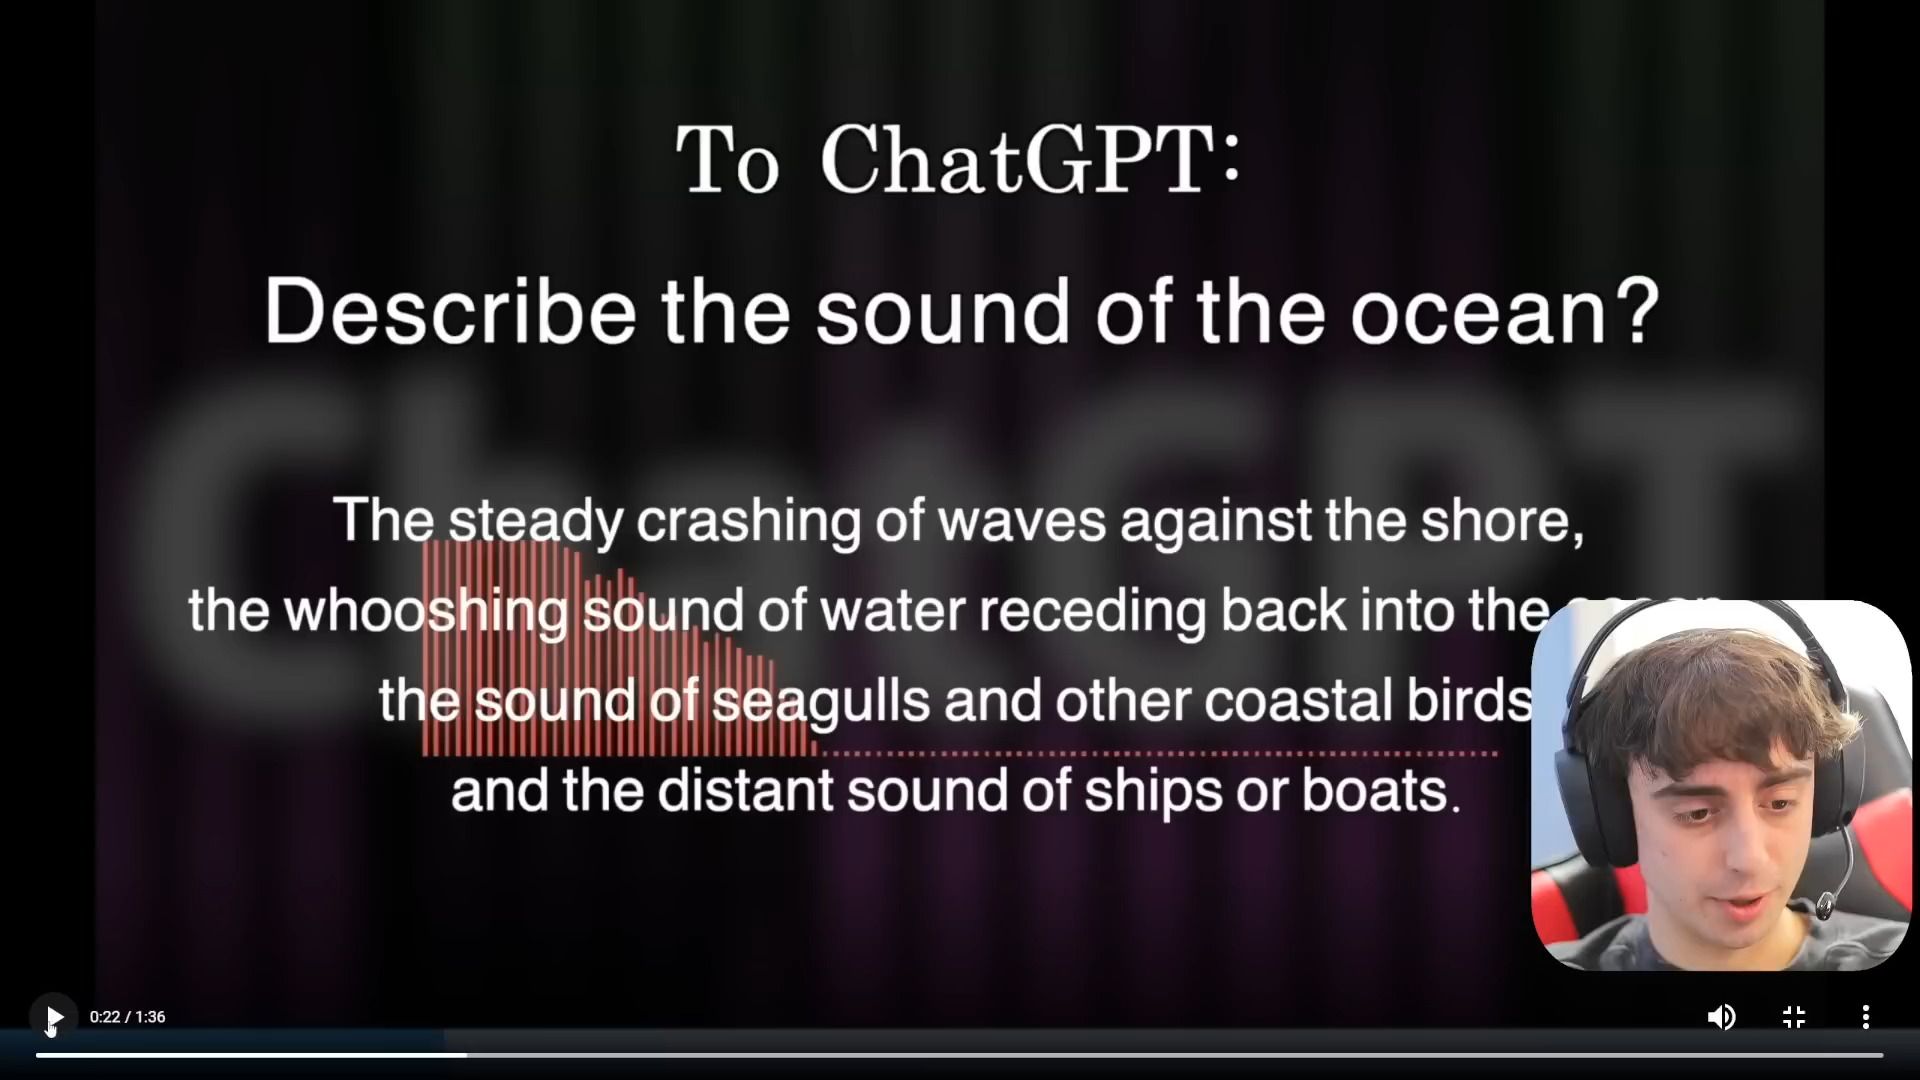 To ChatGPT:
Describe the sound of the ocean?
ChatGPT
The steady crashing of waves against the shore,
the whooshing sound of water receding back into the
the sound of seagulls and other coastal birds
and the distant sound of ships or boats.
0:22 / 1:36